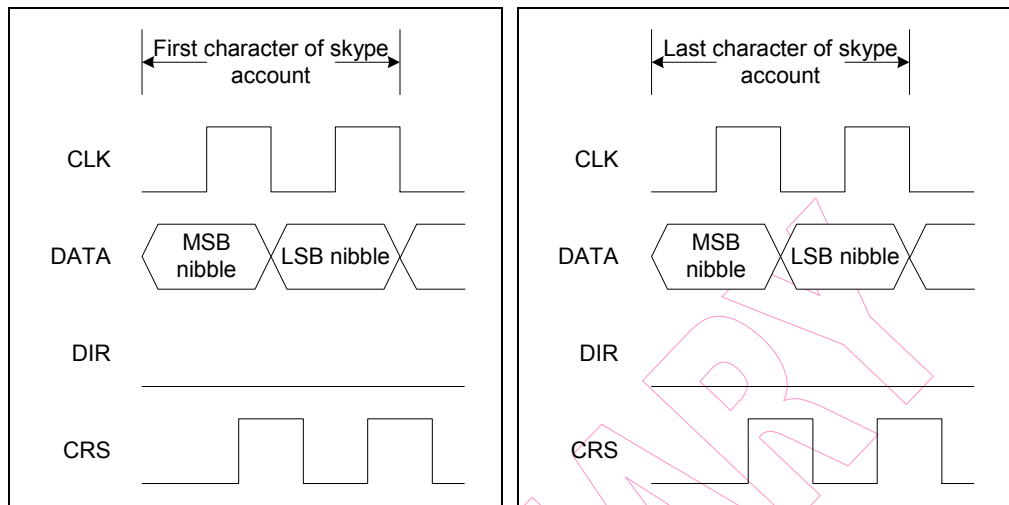 First character of skype
account
CLK
DATA
MSB
nibble
LSB nibble
DIR
CRS
Last character of skype
account
CLK
DATA
MSB
nibble
LSB nibble
DIR
CRS